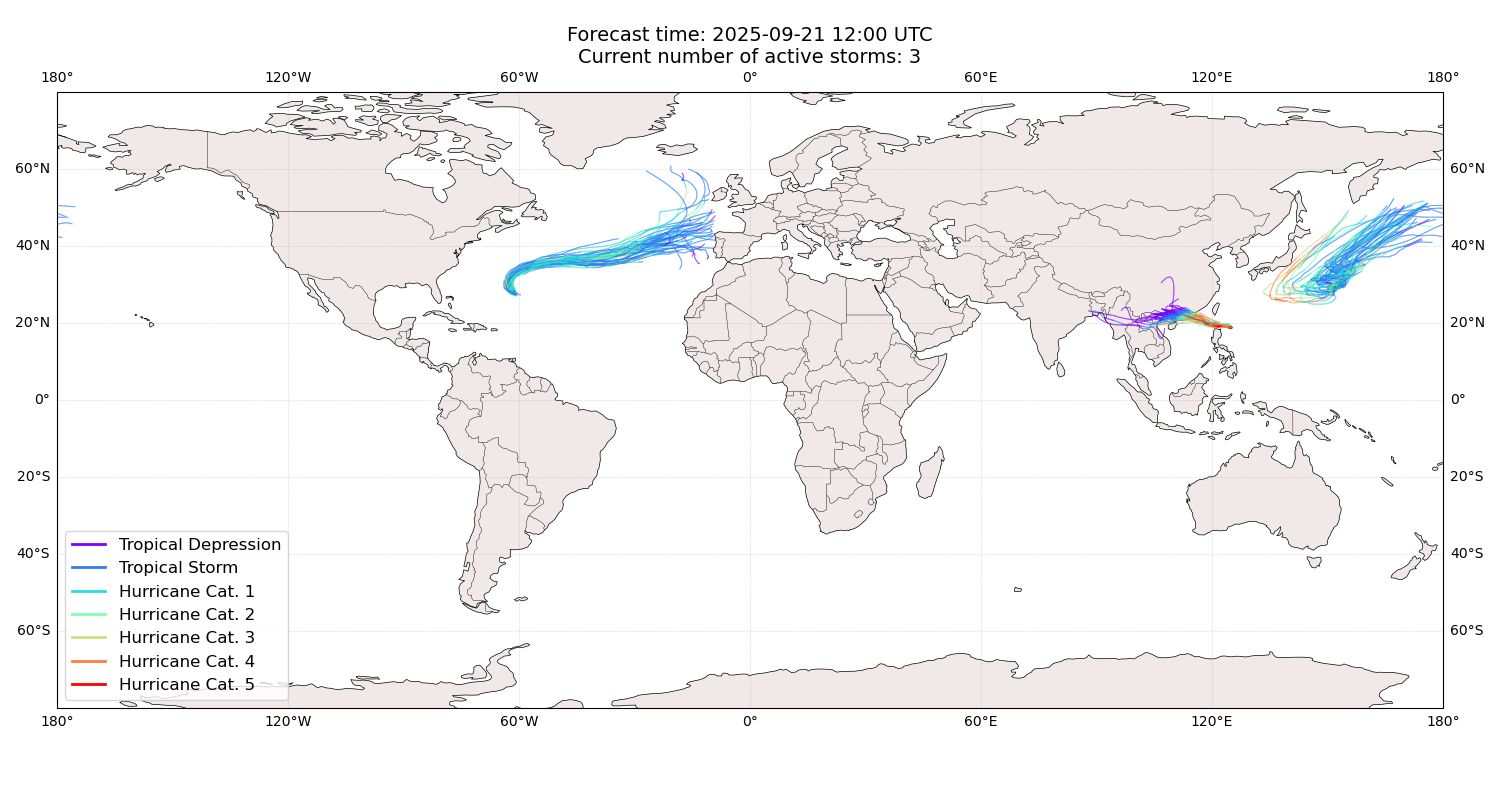 Forecast time: 2025-09-21 12:00 UTC
Current number of active storms: 3
180° 120°W 60°W 0° 60°E 120°E 180°
60°N 60°N
40°N 40°N
20°N 20°N
0° 0°
20°S 20°S
40°S 40°S
60°S 60°S
Tropical Depression
Tropical Storm
Hurricane Cat. 1
Hurricane Cat. 2
Hurricane Cat. 3
Hurricane Cat. 4
Hurricane Cat. 5
180° 120°W 60°W 0° 60°E 120°E 180°